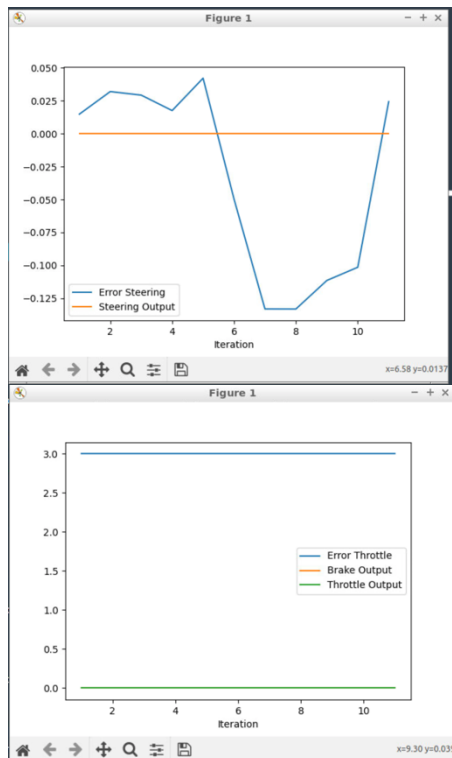 Figure 1
0.050
0.025
0.000
−0.025
−0.050
−0.075
−0.100
−0.125
Error Steering
Steering Output
2 4 6 8 10
Iteration
x=6.58 y=0.0137
Figure 1
3.0
2.5
2.0
1.5
1.0
0.5
0.0
Error Throttle
Brake Output
Throttle Output
2 4 6 8 10
Iteration